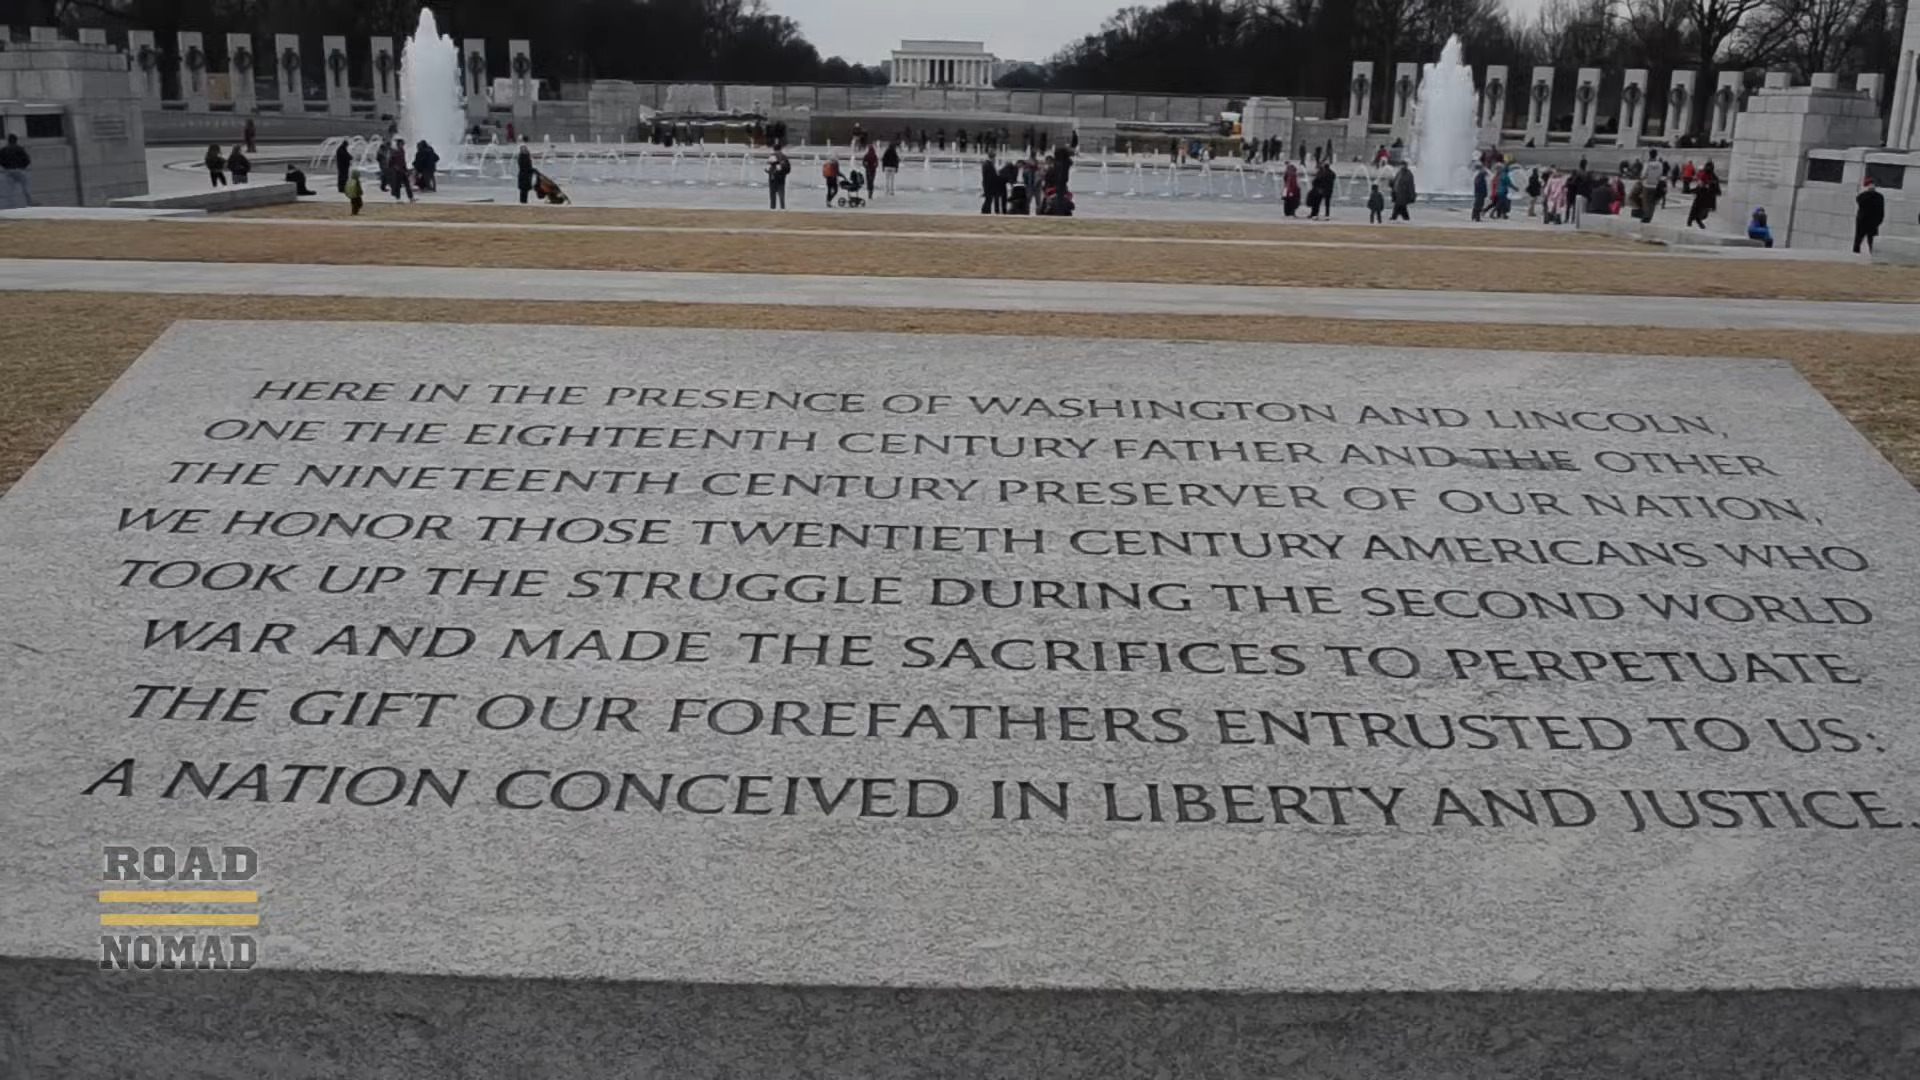 HERE IN THE PRESENCE OF WASHINGTON AND LINCOLN,
ONE THE EIGHTEENTH CENTURY FATHER AND THE OTHER
THE NINETEENTH CENTURY PRESERVER OF OUR NATION,
WE HONOR THOSE TWENTIETH CENTURY AMERICANS WHO
TOOK UP THE STRUGGLE DURING THE SECOND WORLD
WAR AND MADE THE SACRIFICES TO PERPETUATE
THE GIFT OUR FOREFATHERS ENTRUSTED TO US:
A NATION CONCEIVED IN LIBERTY AND JUSTICE.
ROAD
NOMAD